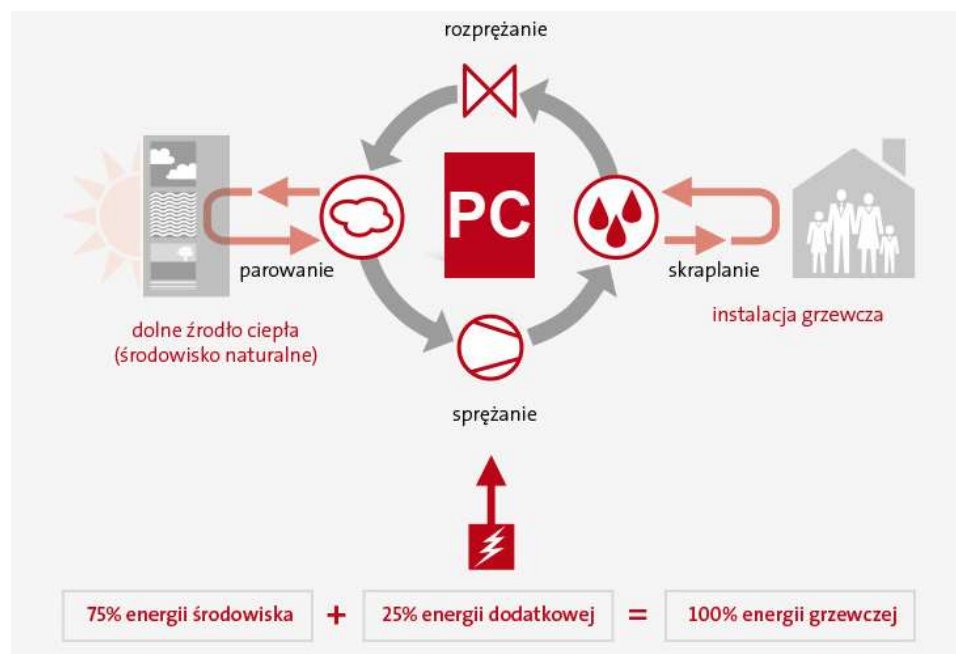 rozprężanie
PC
parowanie
skraplanie
dolne źrodło ciepła
(środowisko naturalne)
instalacja grzewcza
sprężanie
75% energii środowiska + 25% energii dodatkowej = 100% energii grzewczej